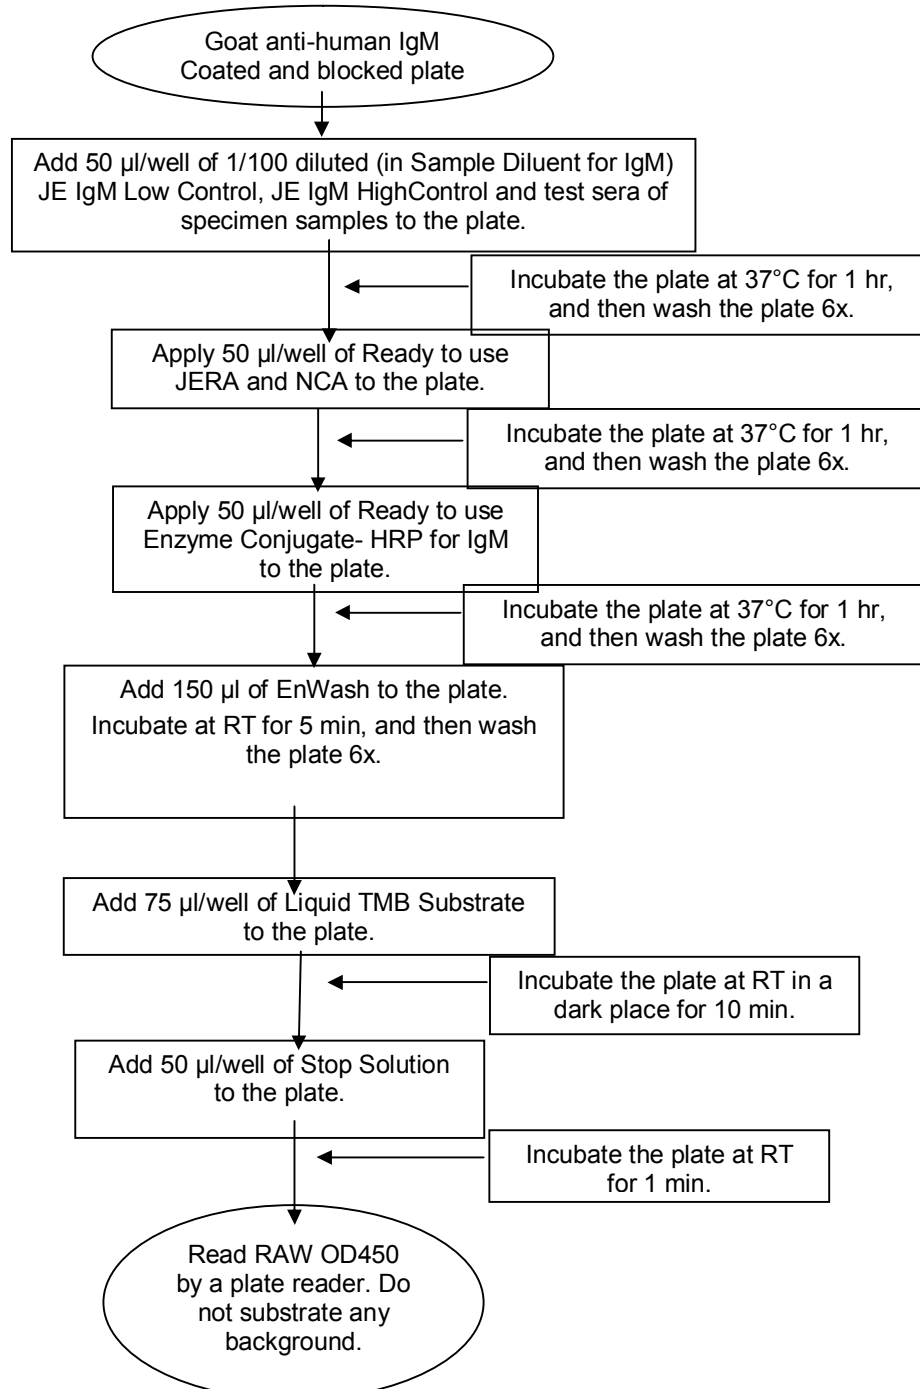 Goat anti-human IgM
Coated and blocked plate
Add 50 µl/well of 1/100 diluted (in Sample Diluent for IgM)
JE IgM Low Control, JE IgM HighControl and test sera of
specimen samples to the plate.
Incubate the plate at 37°C for 1 hr,
and then wash the plate 6x.
Apply 50 µl/well of Ready to use
JERA and NCA to the plate.
Incubate the plate at 37°C for 1 hr,
and then wash the plate 6x.
Apply 50 µl/well of Ready to use
Enzyme Conjugate- HRP for IgM
to the plate.
Incubate the plate at 37°C for 1 hr,
and then wash the plate 6x.
Add 150 µl of EnWash to the plate.
Incubate at RT for 5 min, and then wash
the plate 6x.
Add 75 µl/well of Liquid TMB Substrate
to the plate.
Incubate the plate at RT in a
dark place for 10 min.
Add 50 µl/well of Stop Solution
to the plate.
Incubate the plate at RT
for 1 min.
Read RAW OD450
by a plate reader. Do
not substrate any
background.